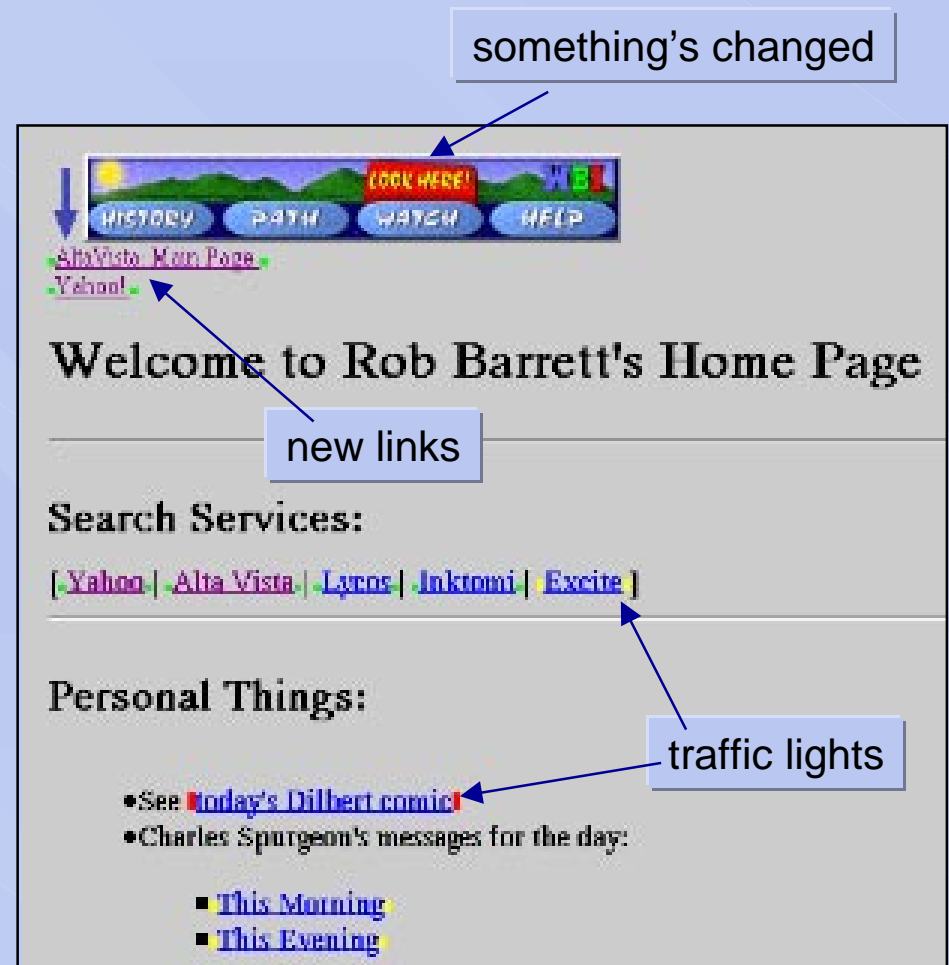 something's changed
LOOK HERE!
WBI
HISTORY PATH WATCH HELP
AltaVista: Main Page
Yahoo!
Welcome to Rob Barrett's Home Page
new links
Search Services:
[ Yahoo | Alta Vista | Lycos | Inktomi | Excite ]
Personal Things:
traffic lights
•See today's Dilbert comic
•Charles Spurgeon's messages for the day:
▪ This Morning
▪ This Evening